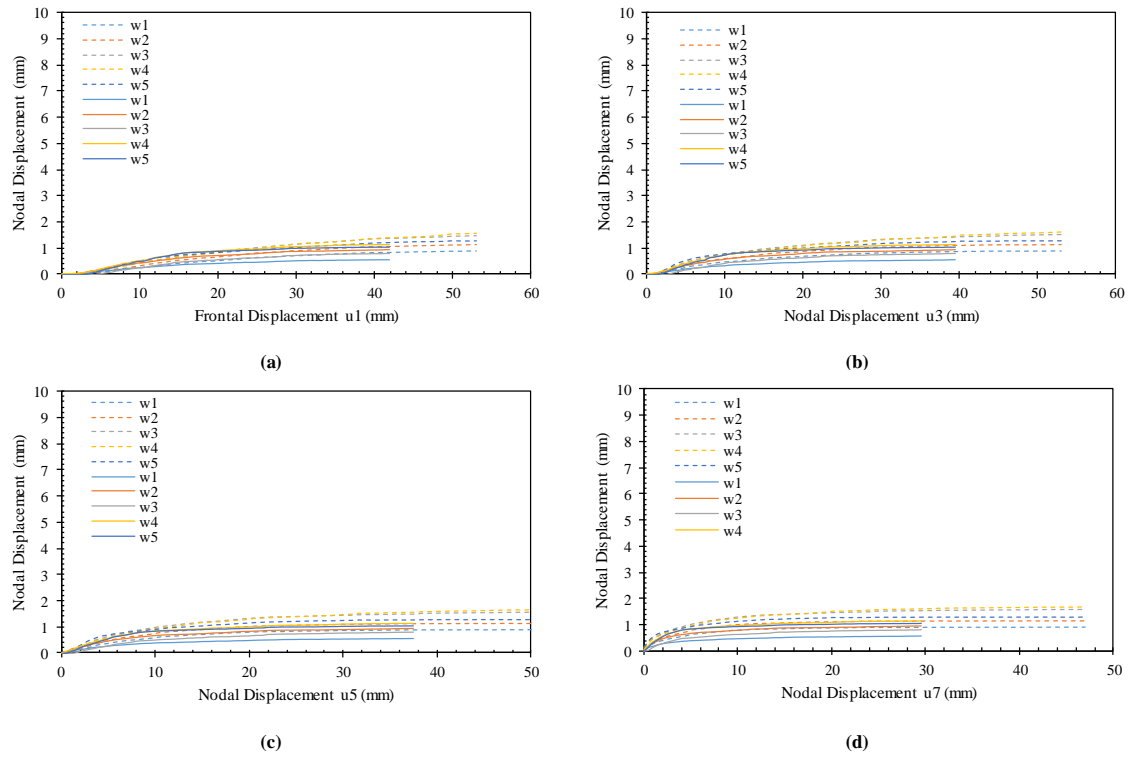 10
9
8
7
6
5
4
3
2
1
0
Nodal Displacement (mm)
w1
w2
w3
w4
w5
w1
w2
w3
w4
w5
0 10 20 30 40 50 60
Frontal Displacement u1 (mm)
(a)
10
9
8
7
6
5
4
3
2
1
0
Nodal Displacement (mm)
w1
w2
w3
w4
w5
w1
w2
w3
w4
w5
0 10 20 30 40 50 60
Nodal Displacement u3 (mm)
(b)
10
9
8
7
6
5
4
3
2
1
0
Nodal Displacement (mm)
w1
w2
w3
w4
w5
w1
w2
w3
w4
w5
0 10 20 30 40 50
Nodal Displacement u5 (mm)
(c)
10
9
8
7
6
5
4
3
2
1
0
Nodal Displacement (mm)
w1
w2
w3
w4
w5
w1
w2
w3
w4
0 10 20 30 40 50
Nodal Displacement u7 (mm)
(d)